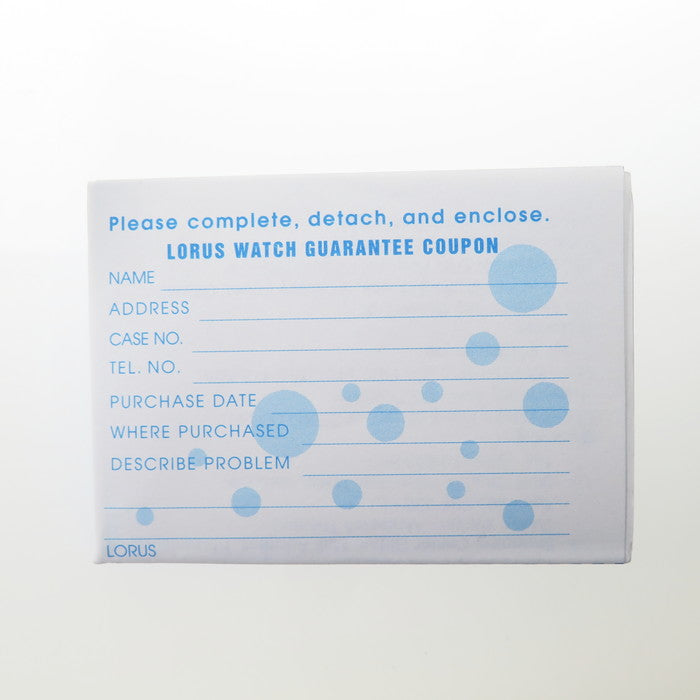 Please complete, detach, and enclose.
LORUS WATCH GUARANTEE COUPON
NAME
ADDRESS
CASE NO.
TEL. NO.
PURCHASE DATE
WHERE PURCHASED
DESCRIBE PROBLEM
LORUS